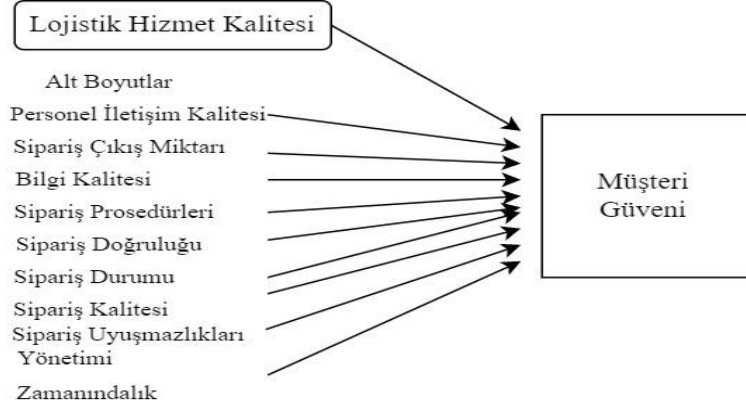 Lojistik Hizmet Kalitesi
Alt Boyutlar
Personel İletişim Kalitesi
Sipariş Çıkış Miktarı
Bilgi Kalitesi
Sipariş Prosedürleri
Sipariş Doğruluğu
Sipariş Durumu
Sipariş Kalitesi
Sipariş Uyuşmazlıkları
Yönetimi
Zamanındalık
Müşteri
Güveni